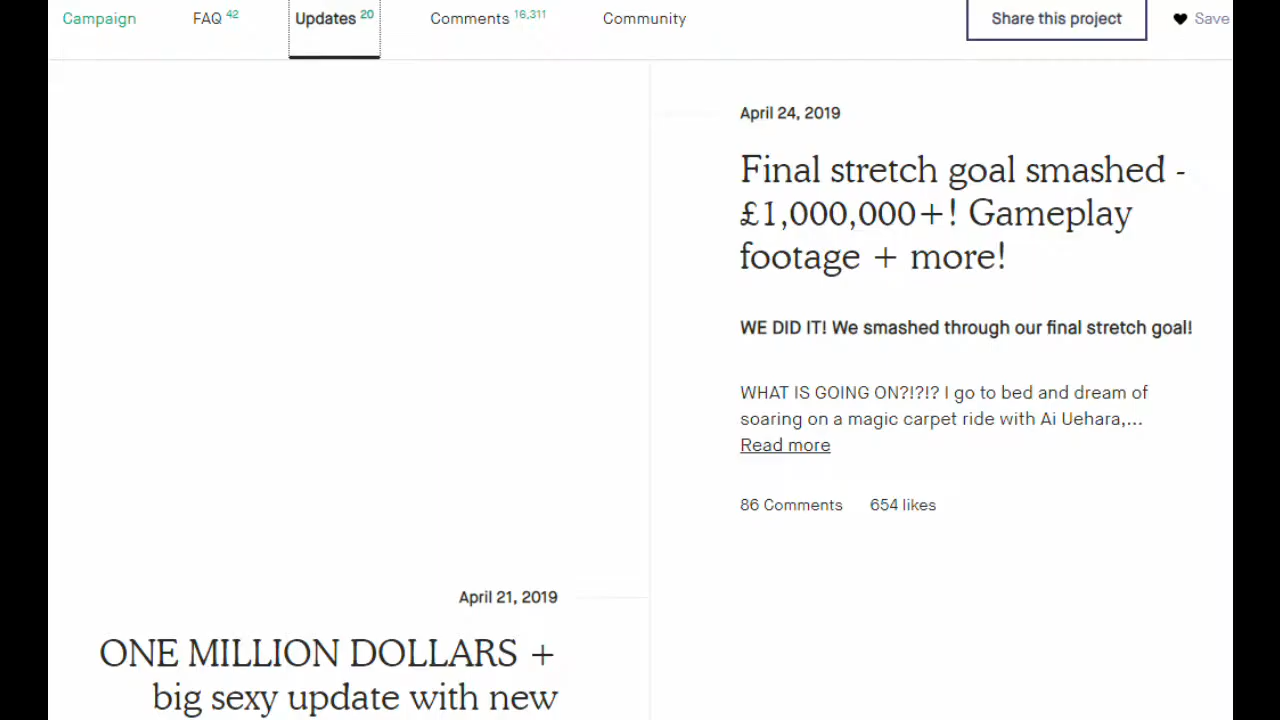 Campaign FAQ 42 Updates 20 Comments 16,311 Community Share this project Save
April 24, 2019
Final stretch goal smashed -
£1,000,000+! Gameplay
footage + more!
WE DID IT! We smashed through our final stretch goal!
WHAT IS GOING ON?!?!? I go to bed and dream of
soaring on a magic carpet ride with Ai Uehara,...
Read more
86 Comments 654 likes
April 21, 2019
ONE MILLION DOLLARS +
big sexy update with new